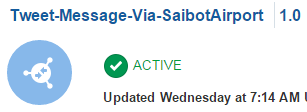 Tweet-Message-Via-SaibotAirport 1.0
ACTIVE
Updated Wednesday at 7:14 AM